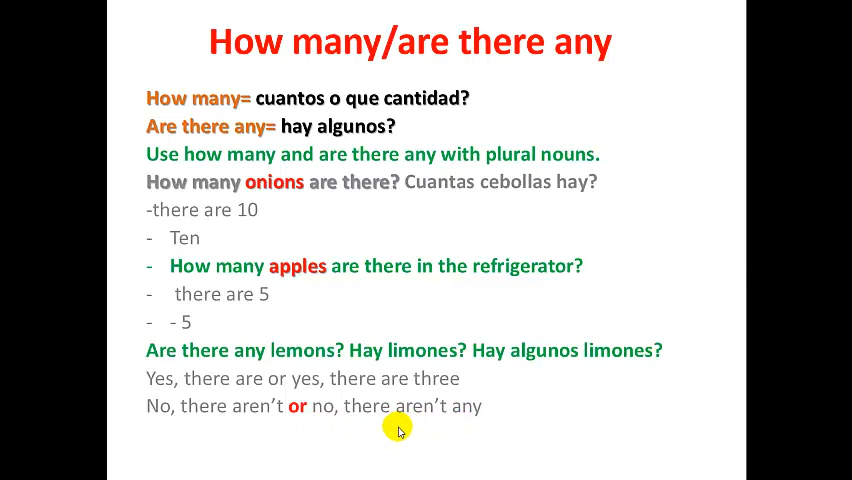 How many/are there any
How many= cuantos o que cantidad?
Are there any= hay algunos?
Use how many and are there any with plural nouns.
How many onions are there? Cuantas cebollas hay?
-there are 10
- Ten
- How many apples are there in the refrigerator?
- there are 5
- - 5
Are there any lemons? Hay limones? Hay algunos limones?
Yes, there are or yes, there are three
No, there aren’t or no, there aren’t any